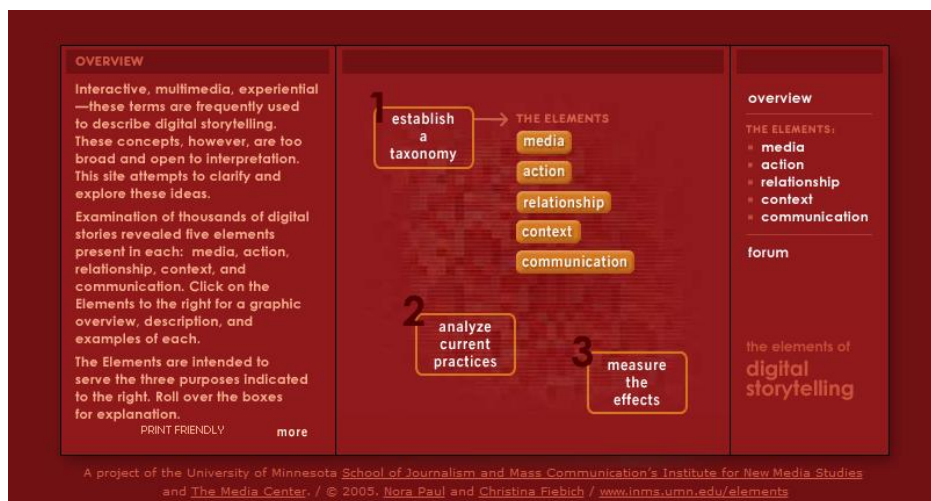 OVERVIEW
Interactive, multimedia, experiential
—these terms are frequently used
to describe digital storytelling.
These concepts, however, are too
broad and open to interpretation.
This site attempts to clarify and
explore these ideas.
Examination of thousands of digital
stories revealed five elements
present in each: media, action,
relationship, context, and
communication. Click on the
Elements to the right for a graphic
overview, description, and
examples of each.
The Elements are intended to
serve the three purposes indicated
to the right. Roll over the boxes
for explanation.
PRINT FRIENDLY
more
1
establish
a
taxonomy
THE ELEMENTS
media
action
relationship
context
communication
2
analyze
current
practices
3
measure
the
effects
overview
THE ELEMENTS:
media
action
relationship
context
communication
forum
the elements of
digital
storytelling
A project of the University of Minnesota School of Journalism and Mass Communication's Institute for New Media Studies
and The Media Center. / © 2005. Nora Paul and Christina Fiebich / www.inms.umn.edu/elements